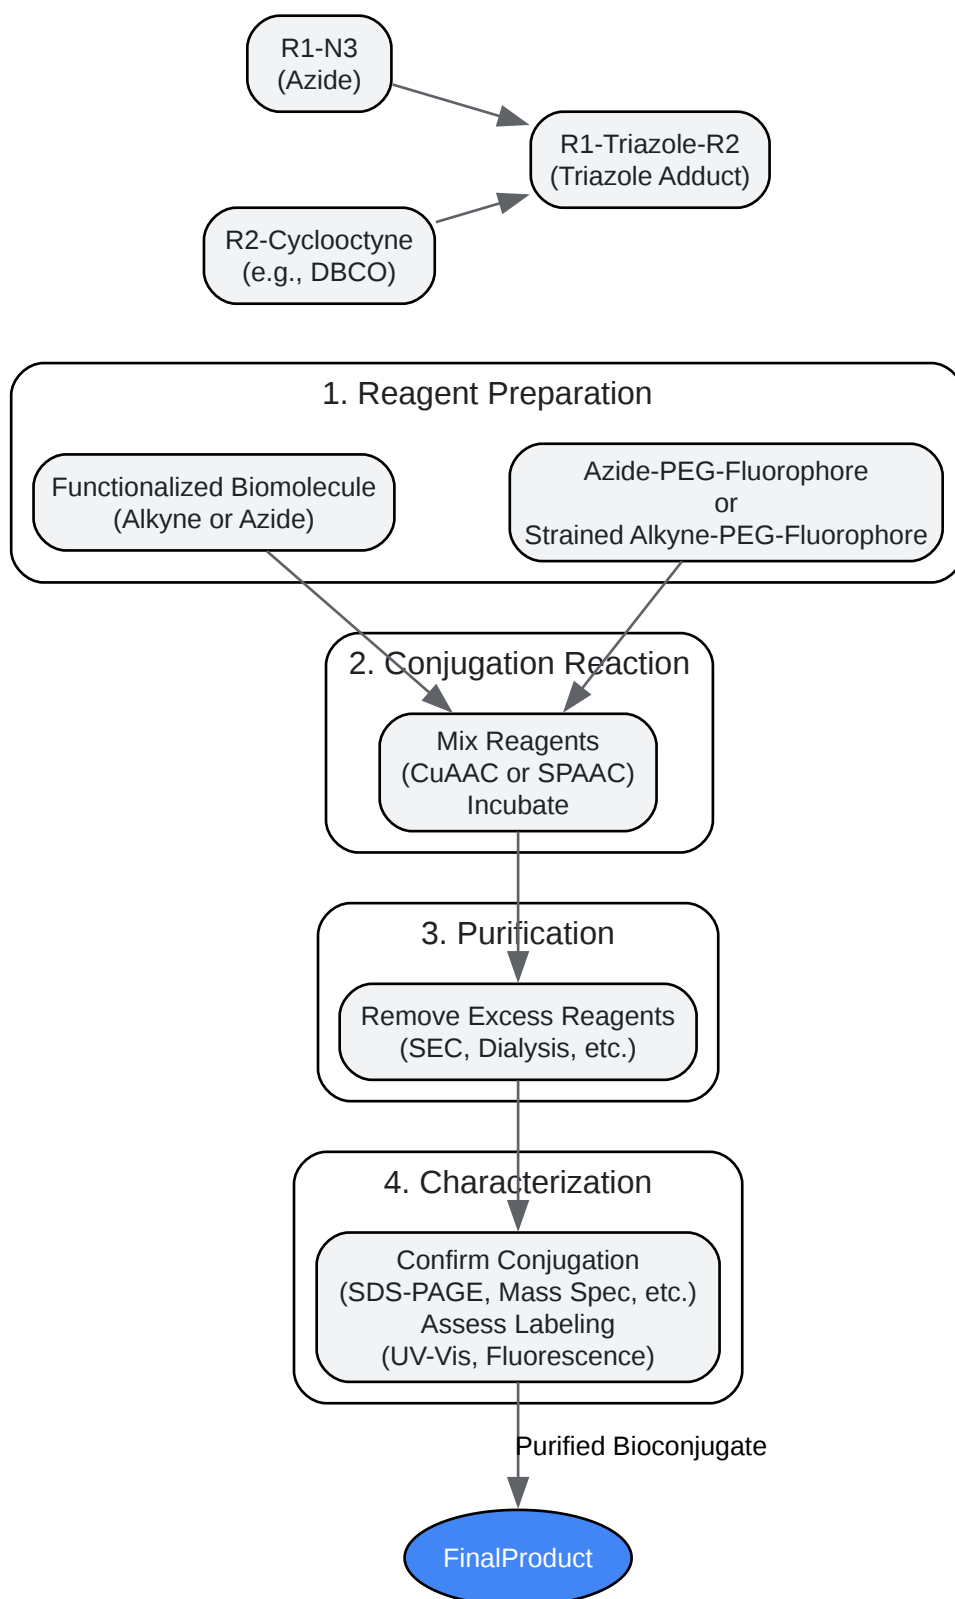 R1-N3
(Azide)
R1-Triazole-R2
(Triazole Adduct)
R2-Cyclooctyne
(e.g., DBCO)
1. Reagent Preparation
Functionalized Biomolecule
(Alkyne or Azide)
Azide-PEG-Fluorophore
or
Strained Alkyne-PEG-Fluorophore
2. Conjugation Reaction
Mix Reagents
(CuAAC or SPAAC)
Incubate
3. Purification
Remove Excess Reagents
(SEC, Dialysis, etc.)
4. Characterization
Confirm Conjugation
(SDS-PAGE, Mass Spec, etc.)
Assess Labeling
(UV-Vis, Fluorescence)
Purified Bioconjugate
FinalProduct